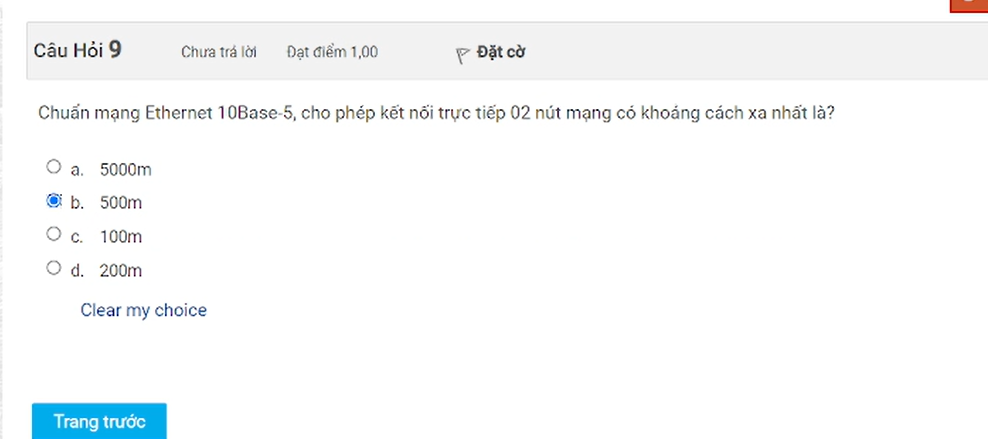 Câu Hỏi 9 Chưa trả lời Đạt điểm 1,00 Đặt cờ
Chuẩn mạng Ethernet 10Base-5, cho phép kết nối trực tiếp 02 nút mạng có khoảng cách xa nhất là?
a. 5000m
b. 500m
c. 100m
d. 200m
Clear my choice
Trang trước